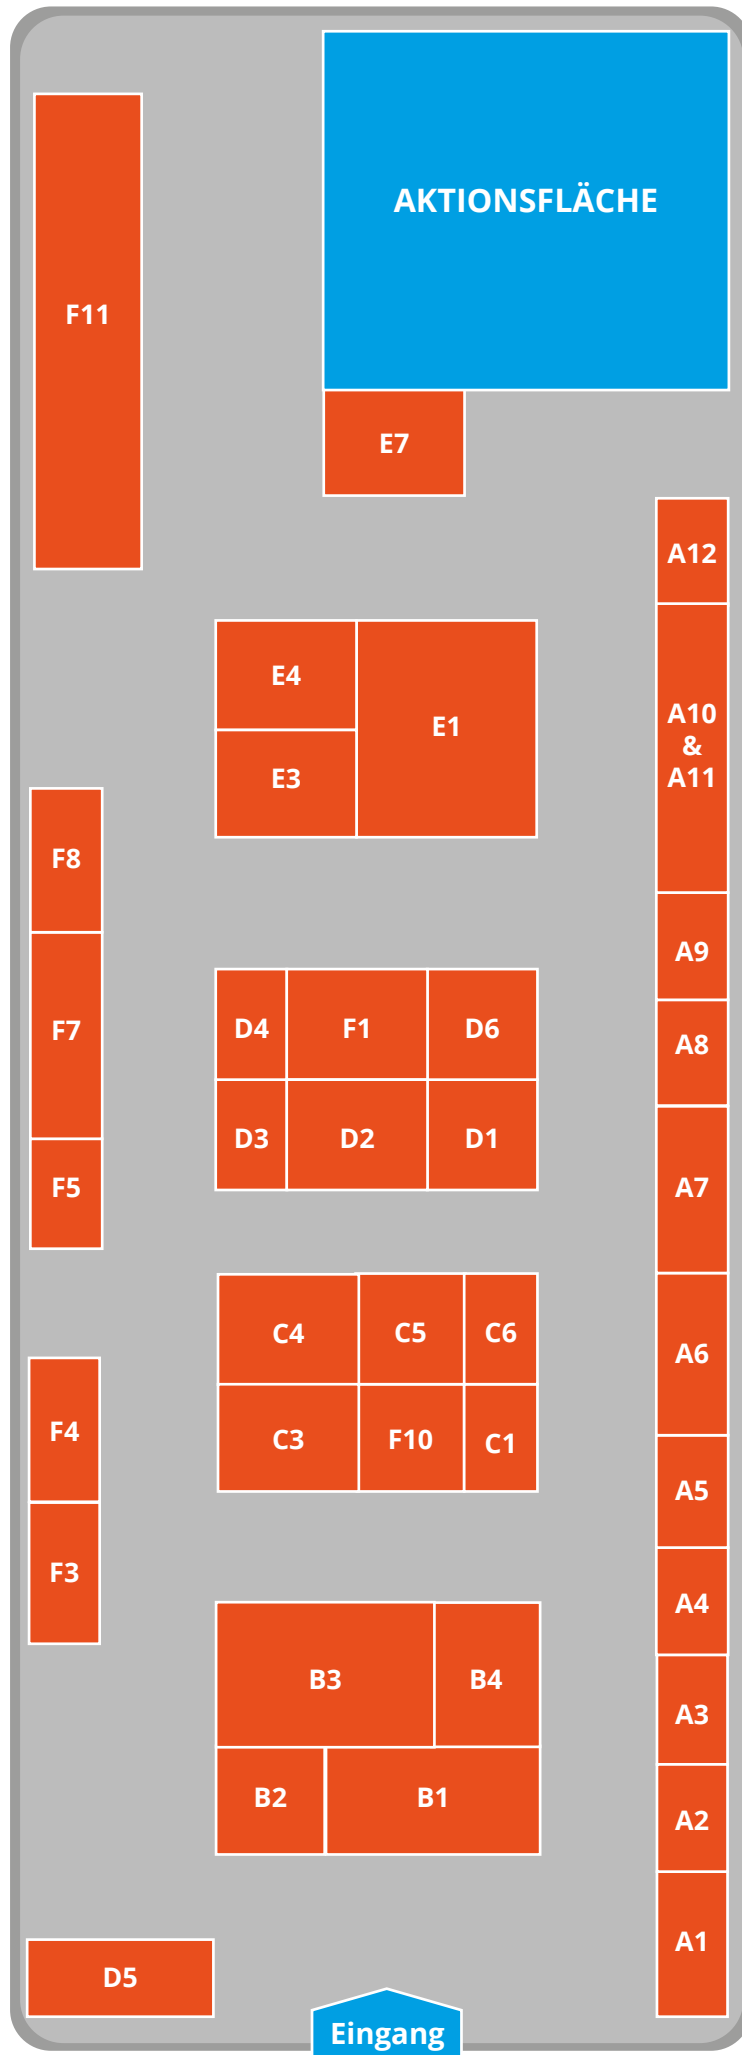 AKTIONSFLÄCHE
F11
E7
A12
E4
E1
E3
A10
&
A11
F8
A9
F7
D4
F1
D6
A8
D3
D2
D1
F5
A7
C4
C5
C6
A6
F4
C3
F10
C1
A5
F3
A4
B3
B4
A3
B2
B1
A2
A1
D5
Eingang